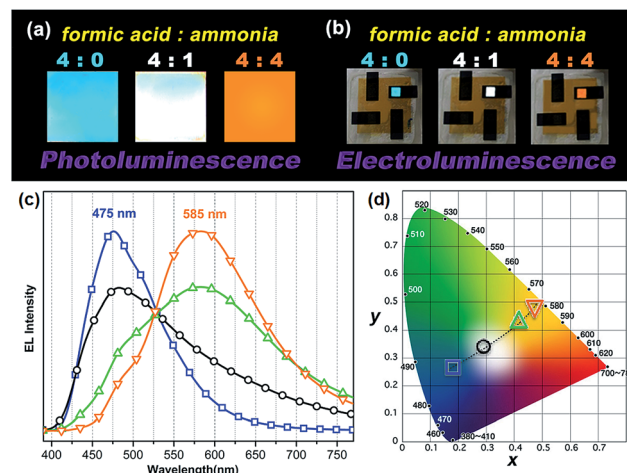 (a) formic acid : ammonia
4 : 0 4 : 1 4 : 4
Photoluminescence
(b) formic acid : ammonia
4 : 0 4 : 1 4 : 4
Electroluminescence
(c)
475 nm 585 nm
EL Intensity
400 450 500 550 600 650 700 750
Wavelength(nm)
(d)
0.8
0.7
0.6
0.5
0.4
0.3
0.2
0.1
0
y
520
530
540
510
550
560
500
570
580
590
600
610
620
490
700~78
480
470
460
380~410
0 0.1 0.2 0.3 0.4 0.5 0.6 0.7
x